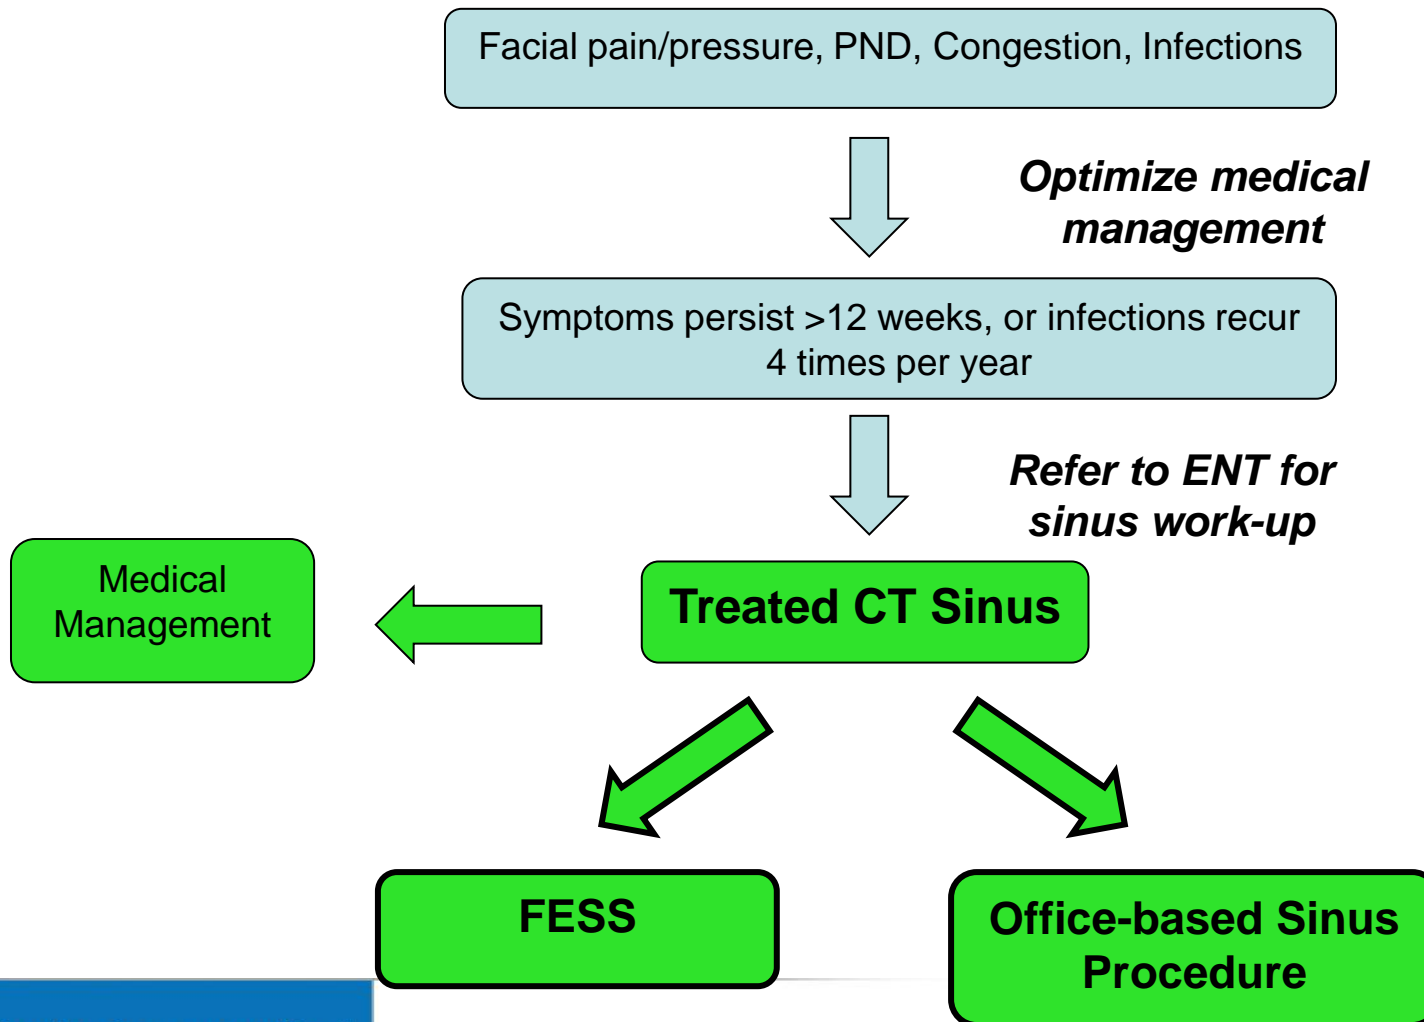 Facial pain/pressure, PND, Congestion, Infections
Optimize medical
management
Symptoms persist >12 weeks, or infections recur
4 times per year
Refer to ENT for
sinus work-up
Medical
Management
Treated CT Sinus
FESS
Office-based Sinus
Procedure